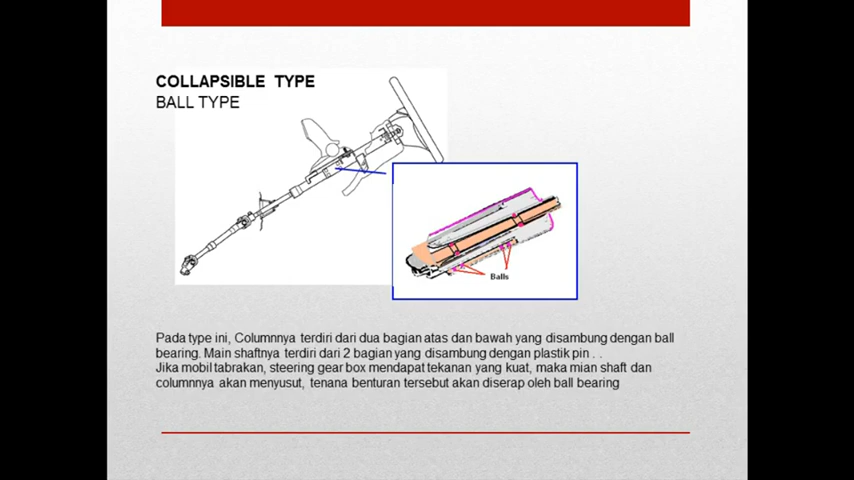 COLLAPSIBLE TYPE
BALL TYPE
Balls
Pada type ini, Columnnya terdiri dari dua bagian atas dan bawah yang disambung dengan ball
bearing. Main shaftnya terdiri dari 2 bagian yang disambung dengan plastik pin . .
Jika mobil tabrakan, steering gear box mendapat tekanan yang kuat, maka mian shaft dan
columnnya akan menyusut, tenana benturan tersebut akan diserap oleh ball bearing